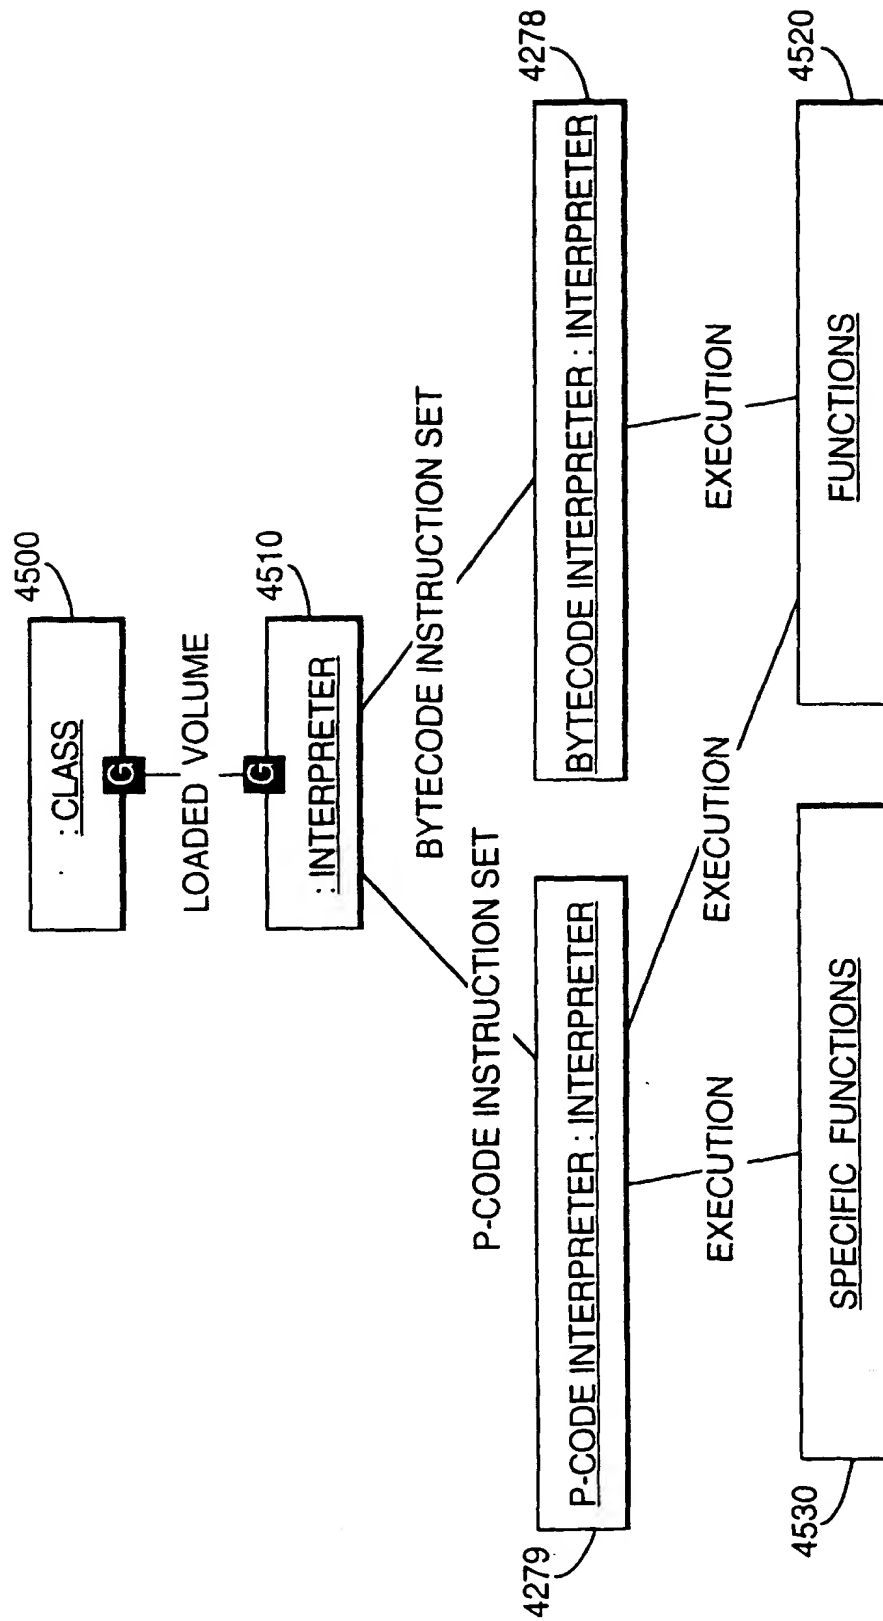 4500
: CLASS
G
LOADED VOLUME
G
4510
: INTERPRETER
P-CODE INSTRUCTION SET
BYTECODE INSTRUCTION SET
4279
P-CODE INTERPRETER : INTERPRETER
BYTECODE INTERPRETER : INTERPRETER
4278
EXECUTION
EXECUTION
EXECUTION
4530
SPECIFIC FUNCTIONS
FUNCTIONS
4520